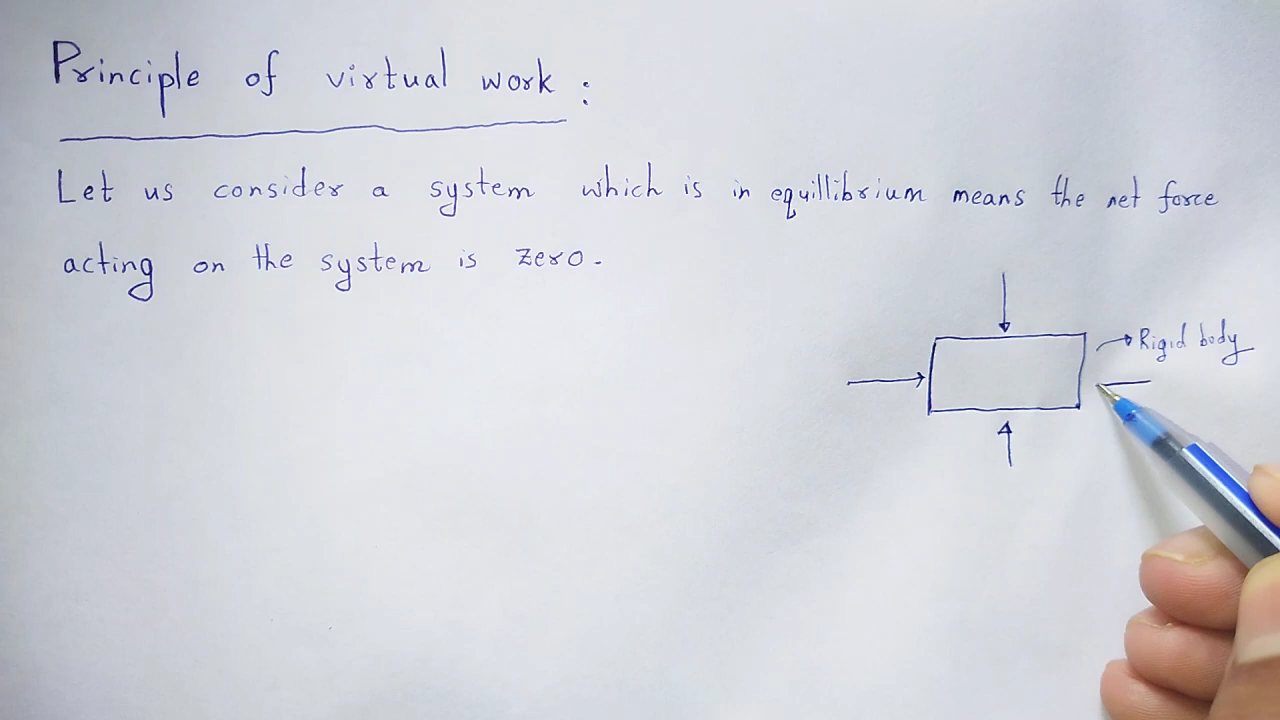 Principle of virtual work :
Let us consider a system which is in equillibrium means the net force
acting on the system is zero.
Rigid body